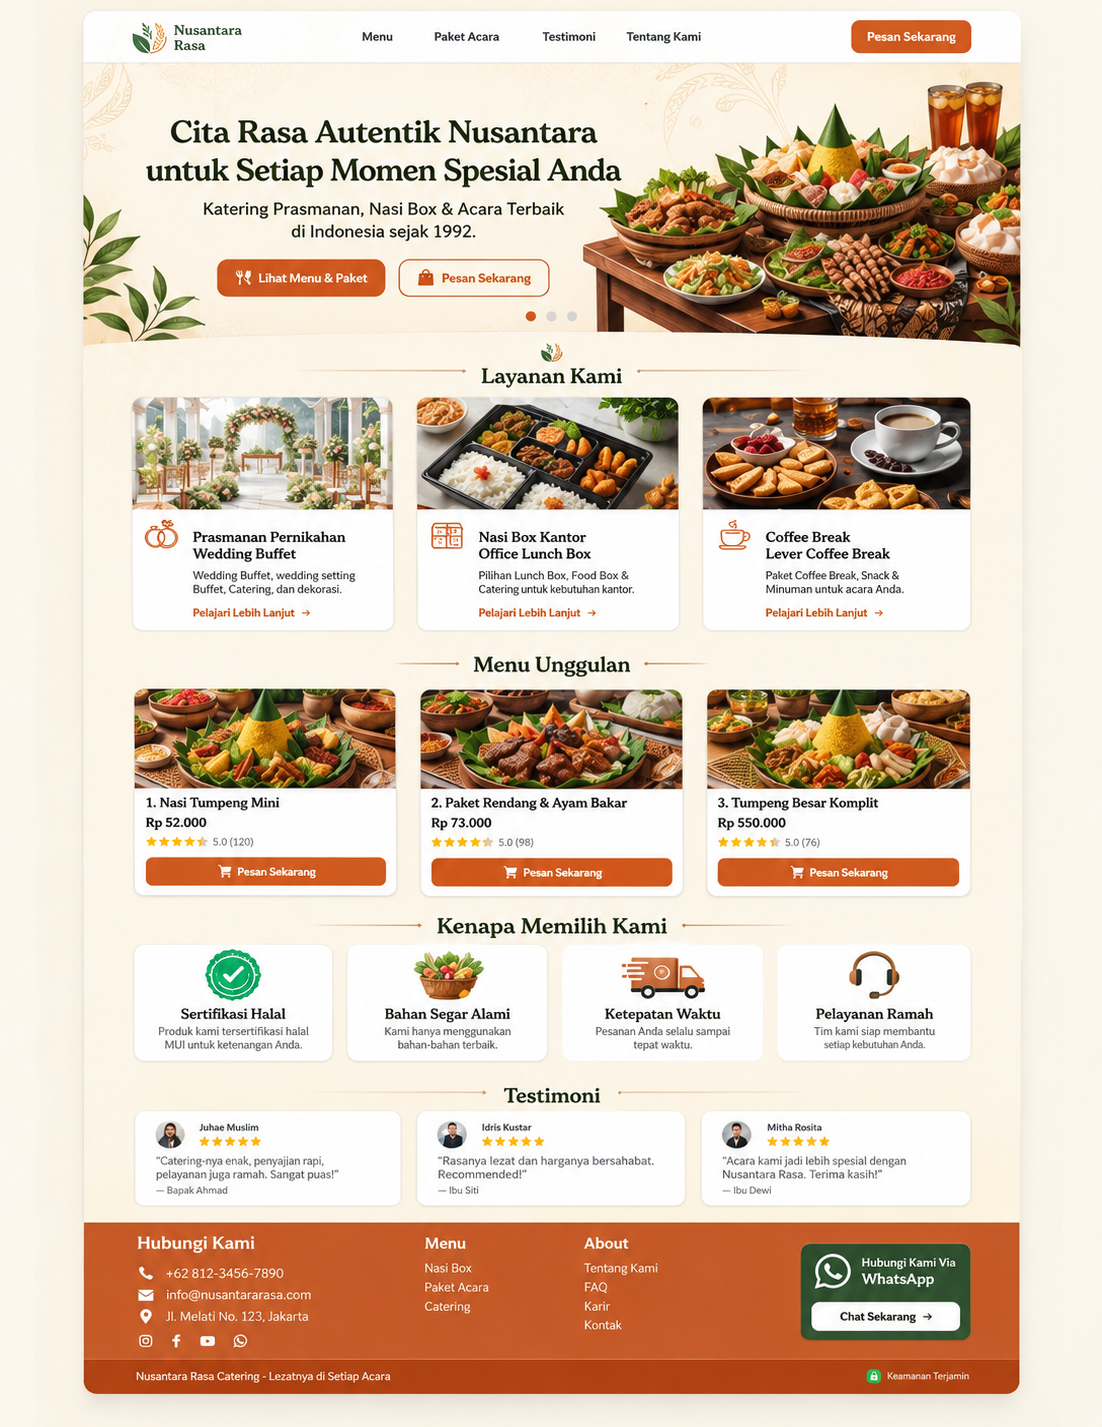 Nusantara
Rasa
Menu
Paket Acara
Testimoni
Tentang Kami
Pesan Sekarang
Cita Rasa Autentik Nusantara
untuk Setiap Momen Spesial Anda
Katering Prasmanan, Nasi Box & Acara Terbaik
di Indonesia sejak 1992.
Lihat Menu & Paket
Pesan Sekarang
Layanan Kami
Prasmanan Pernikahan
Wedding Buffet
Wedding Buffet, wedding setting
Buffet, Catering, dan dekorasi.
Pelajari Lebih Lanjut →
Nasi Box Kantor
Office Lunch Box
Pilihan Lunch Box, Food Box &
Catering untuk kebutuhan kantor.
Pelajari Lebih Lanjut →
Coffee Break
Lever Coffee Break
Paket Coffee Break, Snack &
Minuman untuk acara Anda.
Pelajari Lebih Lanjut →
Menu Unggulan
1. Nasi Tumpeng Mini
Rp 52.000
5.0 (120)
Pesan Sekarang
2. Paket Rendang & Ayam Bakar
Rp 73.000
5.0 (98)
Pesan Sekarang
3. Tumpeng Besar Komplit
Rp 550.000
5.0 (76)
Pesan Sekarang
Kenapa Memilih Kami
Sertifikasi Halal
Produk kami tersertifikasi halal
MUI untuk ketenangan Anda.
Bahan Segar Alami
Kami hanya menggunakan
bahan-bahan terbaik.
Ketepatan Waktu
Pesanan Anda selalu sampai
tepat waktu.
Pelayanan Ramah
Tim kami siap membantu
setiap kebutuhan Anda.
Testimoni
Juhae Muslim
“Catering-nya enak, penyajian rapi,
pelayanan juga ramah. Sangat puas!”
— Bapak Ahmad
Idris Kustar
“Rasanya lezat dan harganya bersahabat.
Recommended!”
— Ibu Siti
Mitha Rosita
“Acara kami jadi lebih spesial dengan
Nusantara Rasa. Terima kasih!”
— Ibu Dewi
Hubungi Kami
+62 812-3456-7890
info@nusantararasa.com
Jl. Melati No. 123, Jakarta
Menu
Nasi Box
Paket Acara
Catering
About
Tentang Kami
FAQ
Karir
Kontak
Hubungi Kami Via
WhatsApp
Chat Sekarang →
Nusantara Rasa Catering - Lezatnya di Setiap Acara
Keamanan Terjamin